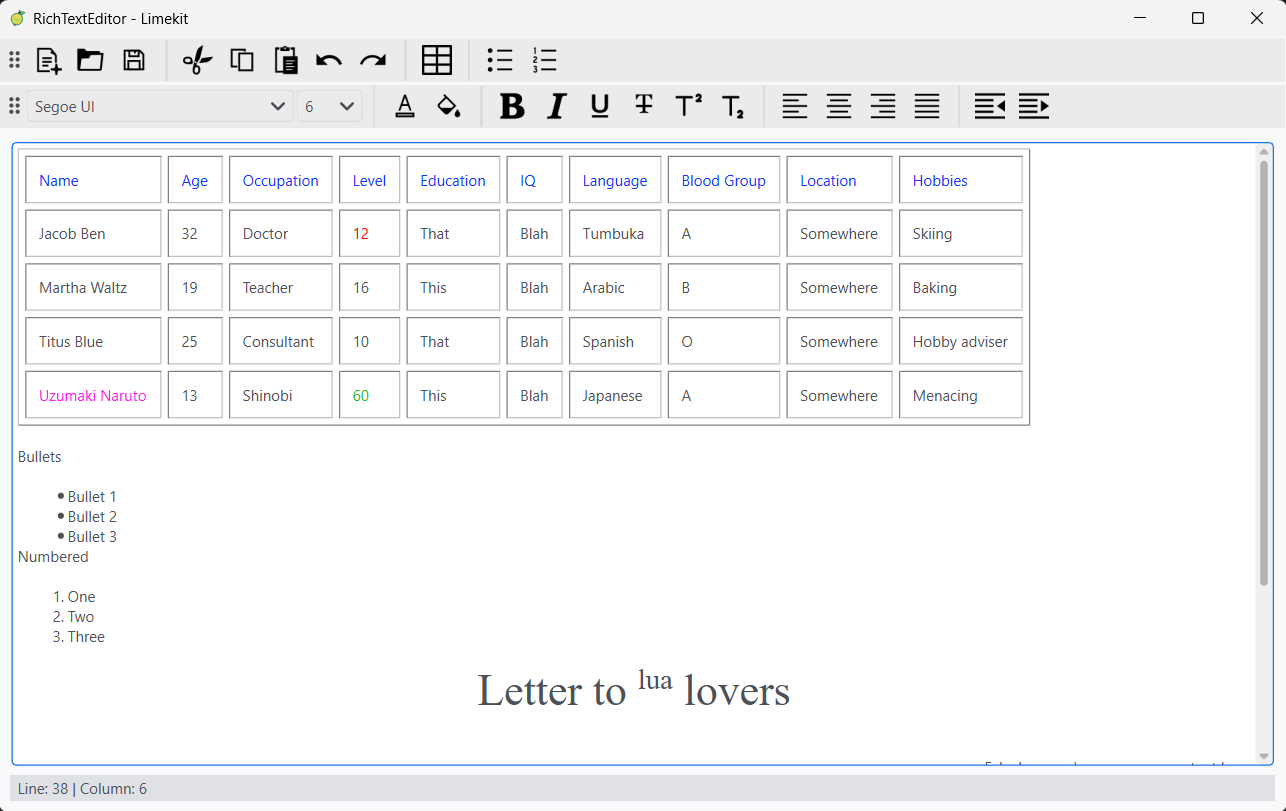 RichTextEditor - Limekit
Segoe UI 6
Name Age Occupation Level Education IQ Language Blood Group Location Hobbies
Jacob Ben 32 Doctor 12 That Blah Tumbuka A Somewhere Skiing
Martha Waltz 19 Teacher 16 This Blah Arabic B Somewhere Baking
Titus Blue 25 Consultant 10 That Blah Spanish O Somewhere Hobby adviser
Uzumaki Naruto 13 Shinobi 60 This Blah Japanese A Somewhere Menacing
Bullets
• Bullet 1
• Bullet 2
• Bullet 3
Numbered
1. One
2. Two
3. Three
Letter to lua lovers
Line: 38 | Column: 6